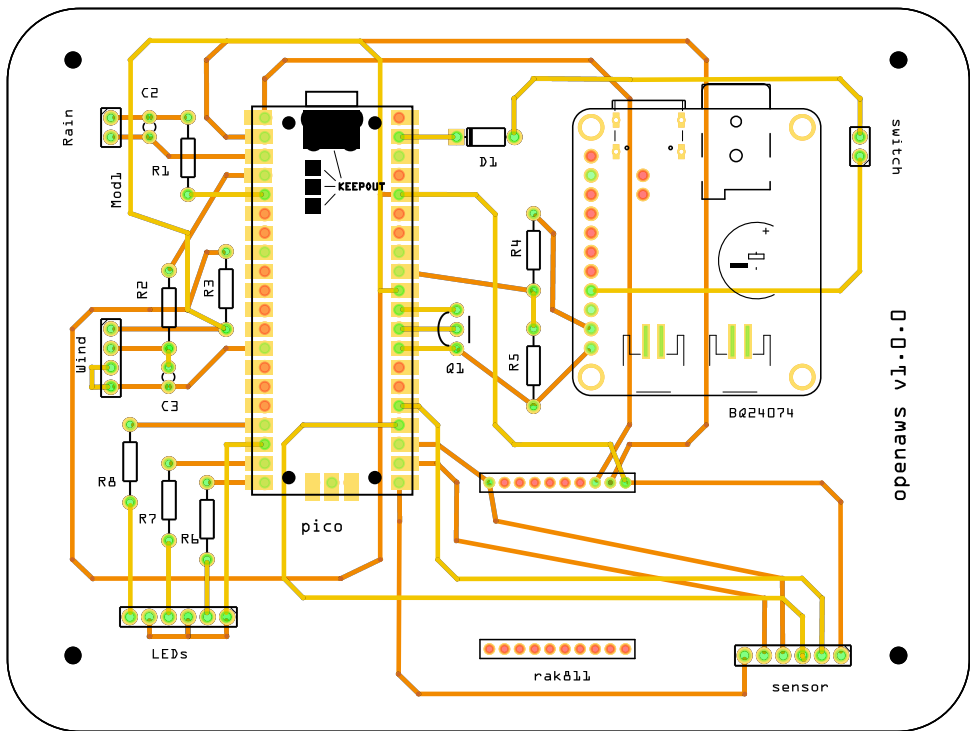 C2
Rain
R1
Mod1
KEEPOUT
D1
switch
+
R4
R2
R3
Wind
R5
Q1
C3
BQ24074
openaws v1.0.0
R8
R7
R6
pico
LEDs
rak811
sensor